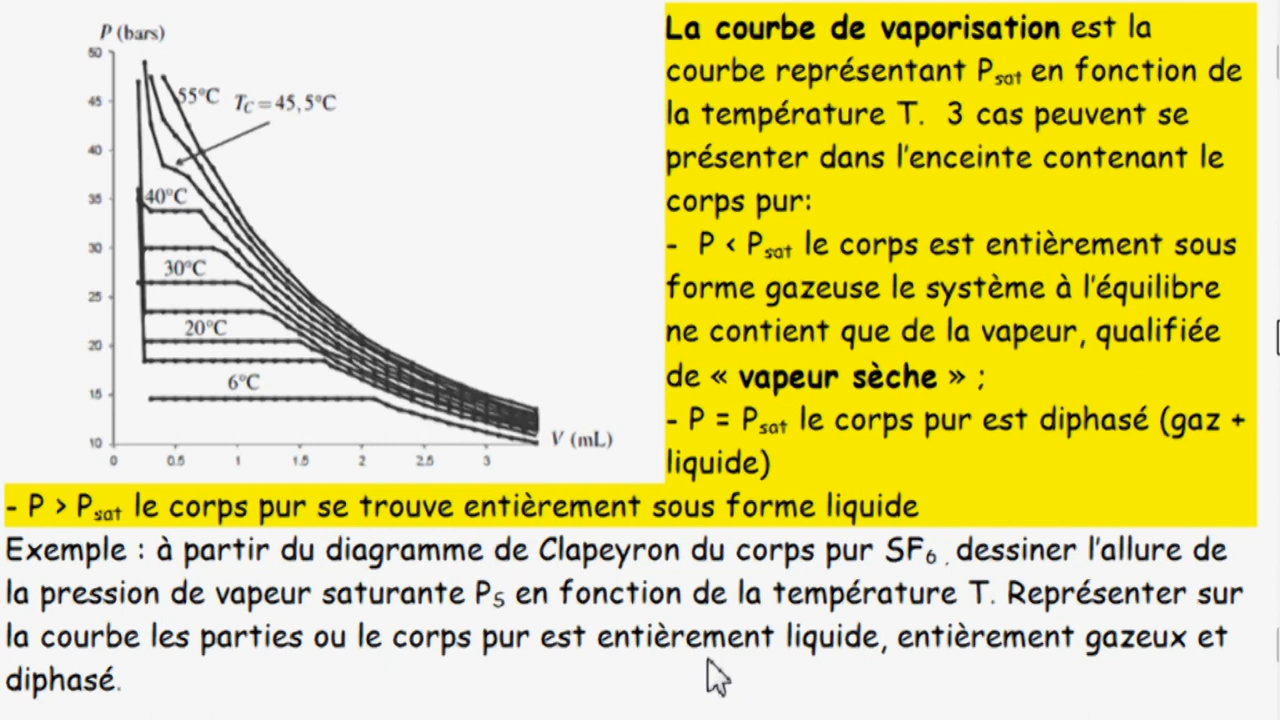 P (bars)
50
45
40
35
30
25
20
15
10
0
0.5
1
1.5
2
2.5
3
V (mL)
55°C
T_C = 45,5°C
40°C
30°C
20°C
6°C
La courbe de vaporisation est la
courbe représentant Psat en fonction de
la température T. 3 cas peuvent se
présenter dans l'enceinte contenant le
corps pur:
- P < Psat le corps est entièrement sous
forme gazeuse le système à l'équilibre
ne contient que de la vapeur, qualifiée
de « vapeur sèche » ;
- P = Psat le corps pur est diphasé (gaz +
liquide)
- P > Psat le corps pur se trouve entièrement sous forme liquide
Exemple : à partir du diagramme de Clapeyron du corps pur SF6 , dessiner l'allure de
la pression de vapeur saturante PS en fonction de la température T. Représenter sur
la courbe les parties ou le corps pur est entièrement liquide, entièrement gazeux et
diphasé.